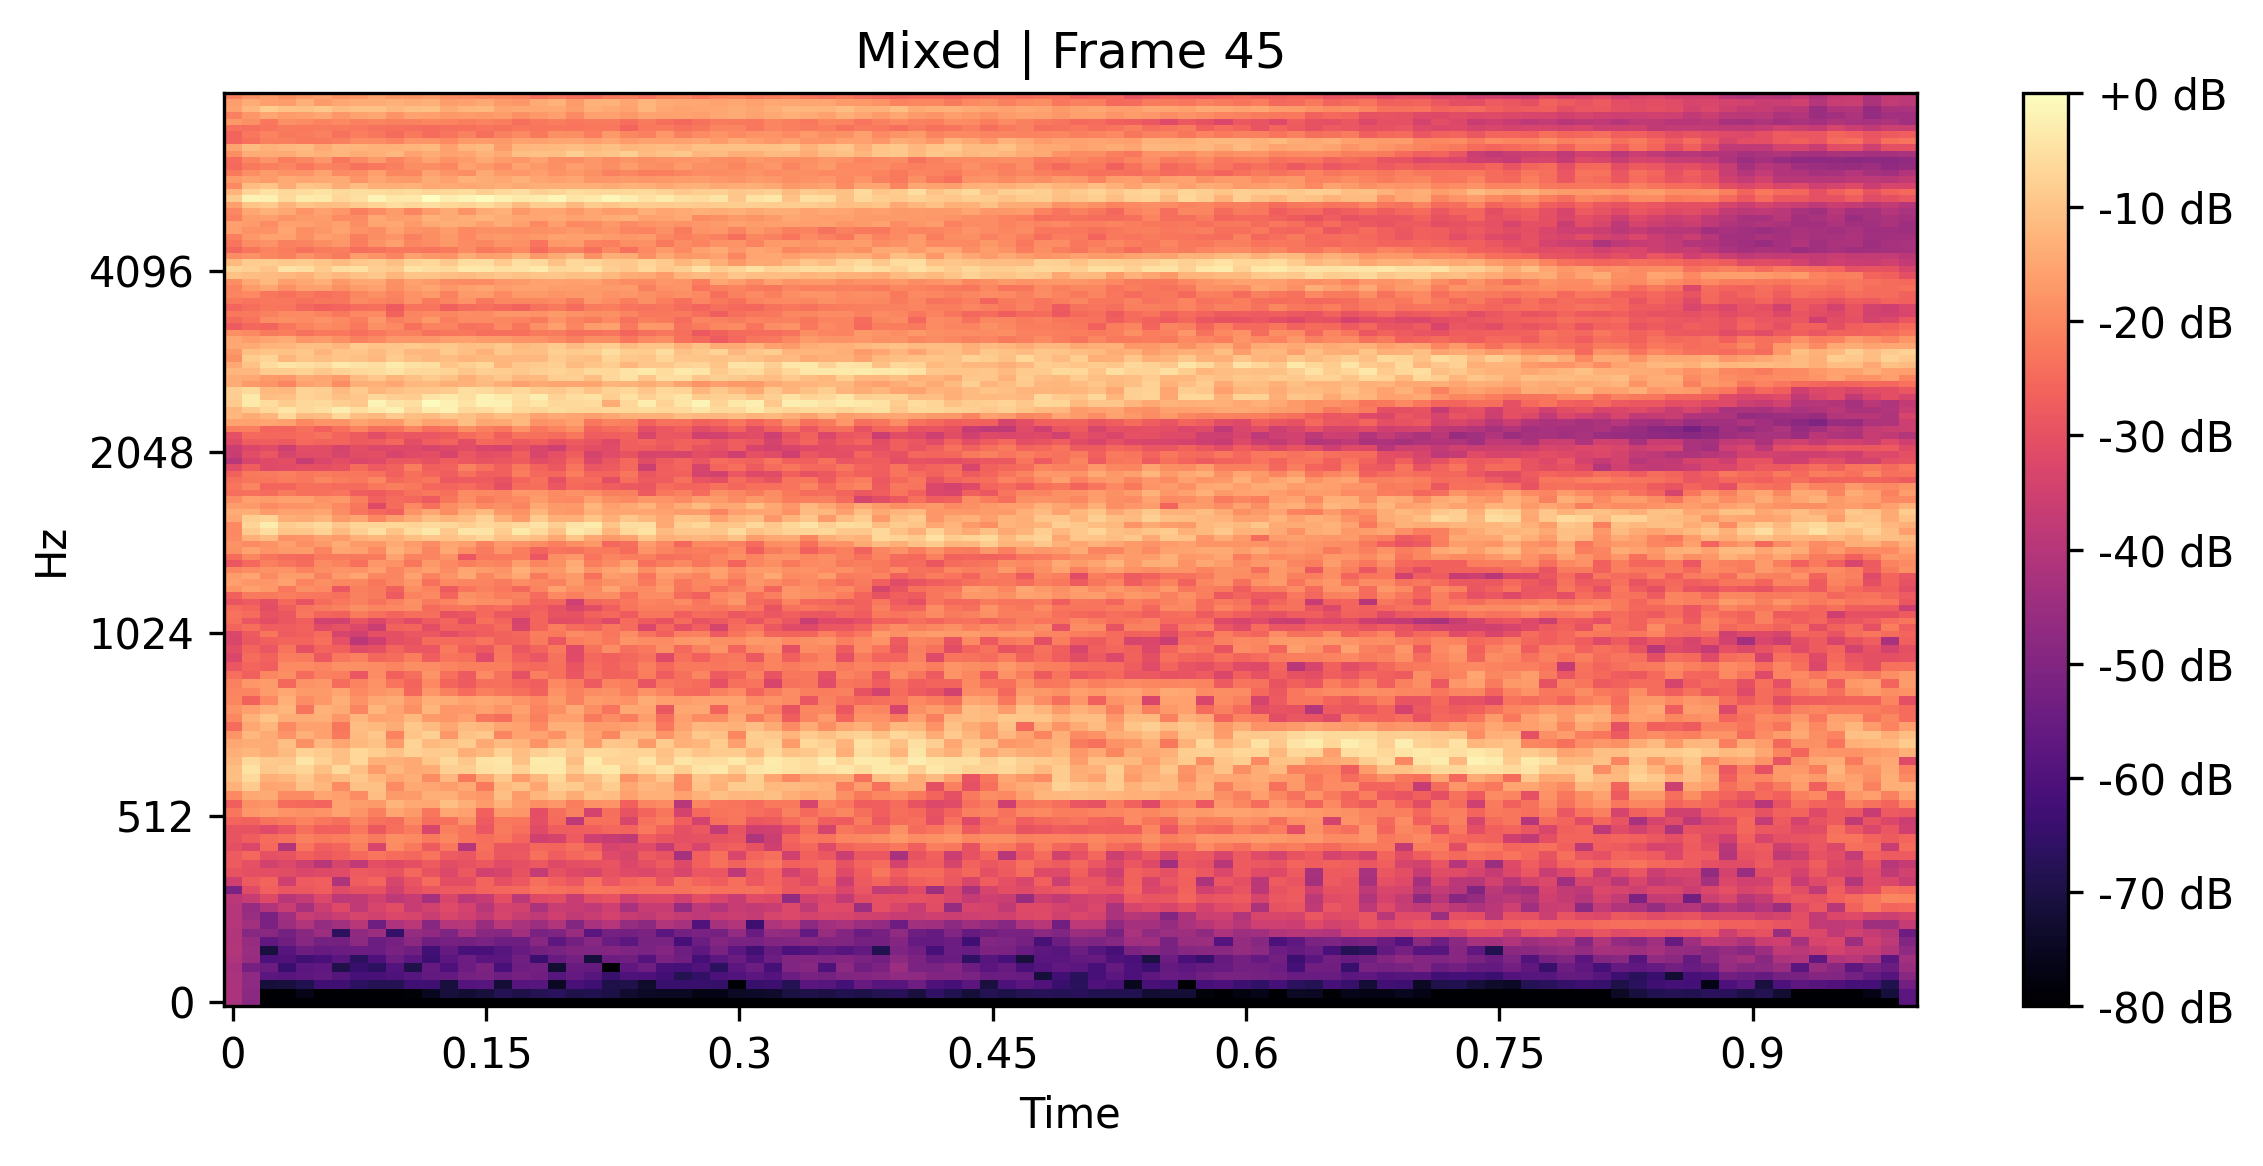 Mixed | Frame 45
+0 dB
-10 dB
-20 dB
-30 dB
-40 dB
-50 dB
-60 dB
-70 dB
-80 dB
4096
2048
1024
512
0
Hz
0 0.15 0.3 0.45 0.6 0.75 0.9
Time